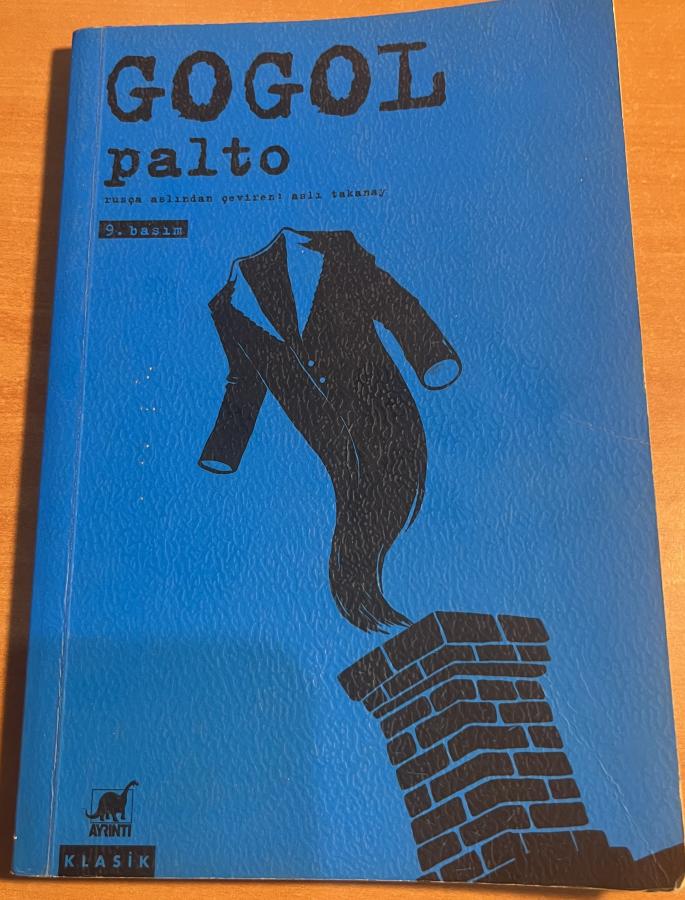 GOGOL
palto
rusça aslından çeviren: aslı takanay
9. basım
AYRINTI
KLASİK